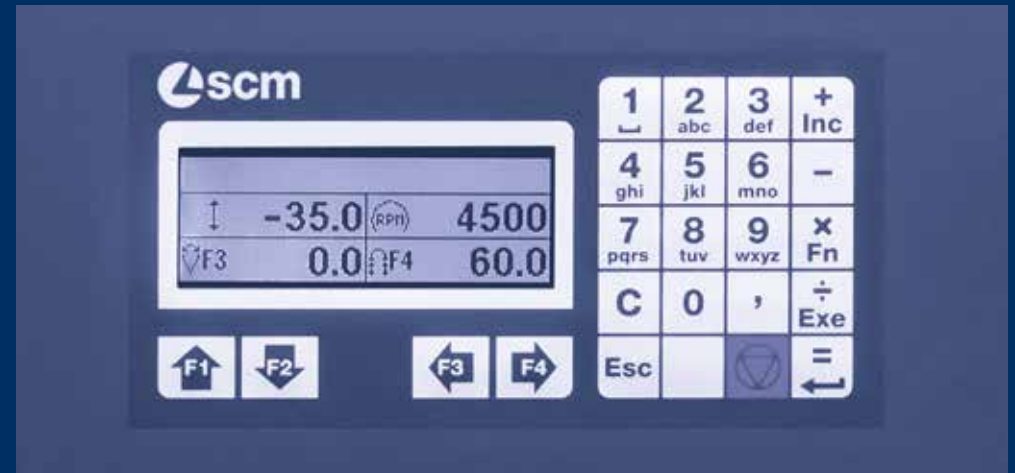 scm
-35.0 RPM 4500
F3 0.0 F4 60.0
F1 F2 F3 F4
1 2 abc 3 def + Inc
4 ghi 5 jkl 6 mno -
7 pqrs 8 tuv 9 wxyz × Fn
C 0 , ÷ Exe
Esc =